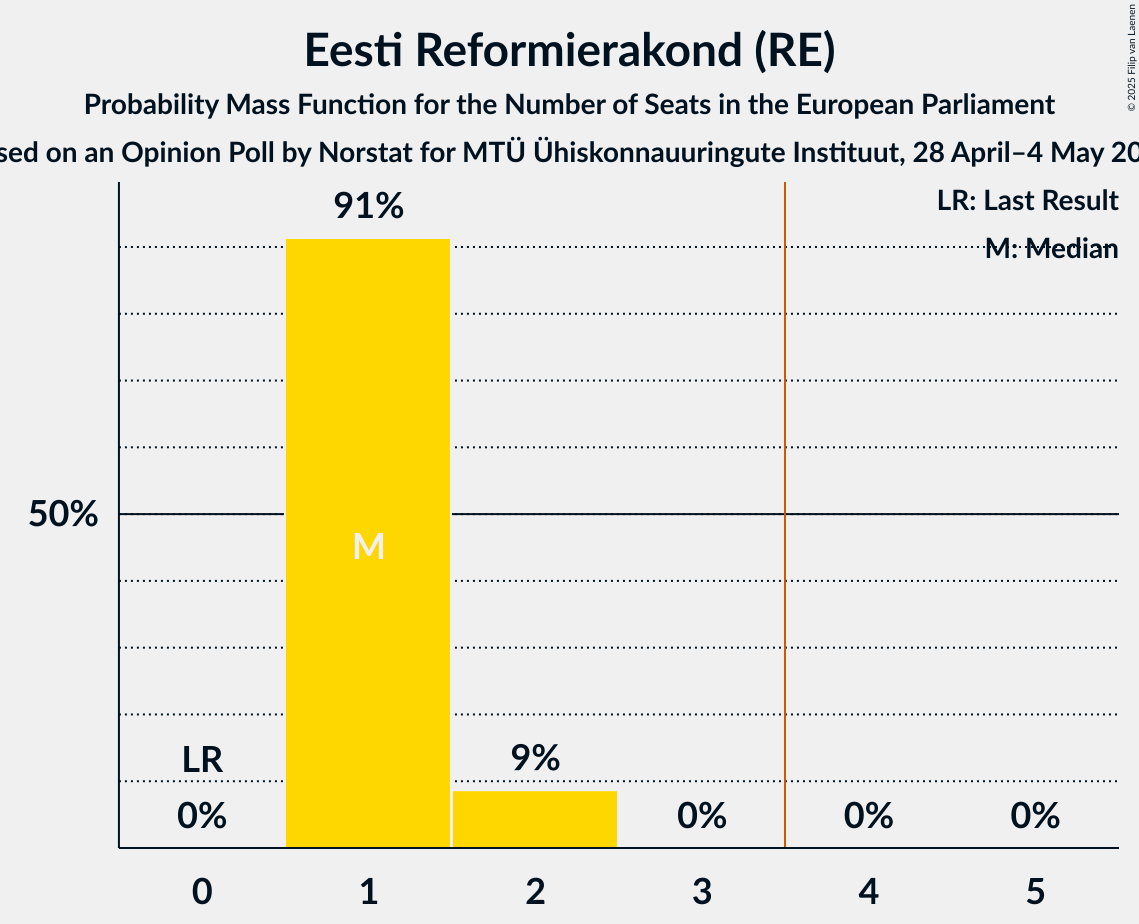 Eesti Reformierakond (RE)
Probability Mass Function for the Number of Seats in the European Parliament
on an Opinion Poll by Norstat for MTÜ Ühiskonnauuringute Instituut, 28 April–4 May
© 2025 Filip van Laenen
LR: Last Result
M: Median
91%
50%
M
LR
9%
0%
0%
0%
0%
0 1 2 3 4 5